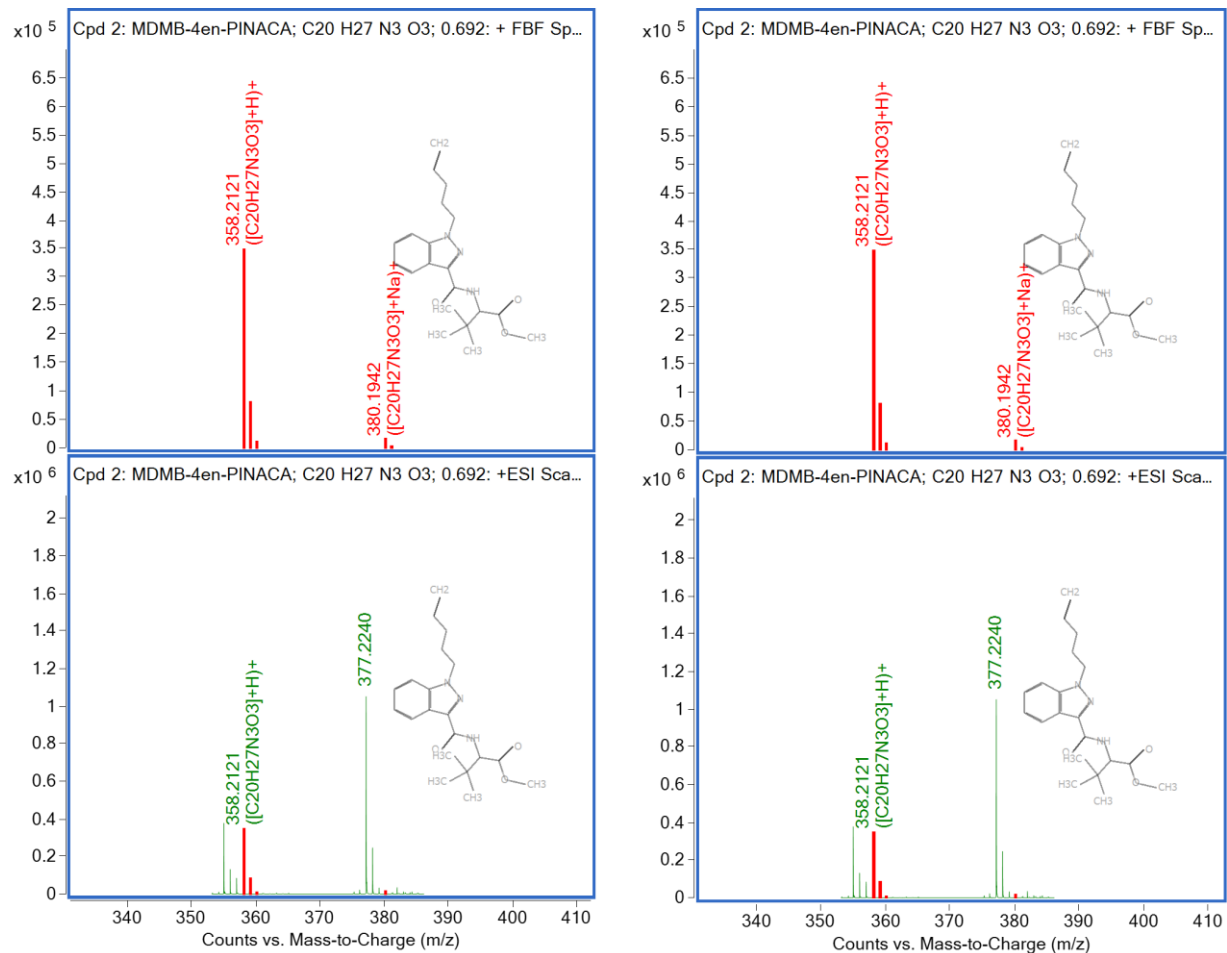 x10 5
Cpd 2: MDMB-4en-PINACA; C20 H27 N3 O3; 0.692: + FBF Sp...
6.5
6
5.5
5
4.5
4
3.5
3
2.5
2
1.5
1
0.5
0
358.2121
([C20H27N3O3]+H)+
380.1942
([C20H27N3O3]+Na)+
CH2
N
N
O
NH
H3C
H3C
CH3
O
O
CH3
x10 5
Cpd 2: MDMB-4en-PINACA; C20 H27 N3 O3; 0.692: + FBF Sp...
6.5
6
5.5
5
4.5
4
3.5
3
2.5
2
1.5
1
0.5
0
358.2121
([C20H27N3O3]+H)+
380.1942
([C20H27N3O3]+Na)+
CH2
N
N
O
NH
H3C
H3C
CH3
O
O
CH3
x10 6
Cpd 2: MDMB-4en-PINACA; C20 H27 N3 O3; 0.692: +ESI Sca...
2
1.8
1.6
1.4
1.2
1
0.8
0.6
0.4
0.2
0
358.2121
([C20H27N3O3]+H)+
377.2240
CH2
N
N
O
NH
H3C
H3C
CH3
O
O
CH3
340 350 360 370 380 390 400 410
Counts vs. Mass-to-Charge (m/z)
x10 6
Cpd 2: MDMB-4en-PINACA; C20 H27 N3 O3; 0.692: +ESI Sca...
2
1.8
1.6
1.4
1.2
1
0.8
0.6
0.4
0.2
0
358.2121
([C20H27N3O3]+H)+
377.2240
CH2
N
N
O
NH
H3C
H3C
CH3
O
O
CH3
340 350 360 370 380 390 400 410
Counts vs. Mass-to-Charge (m/z)